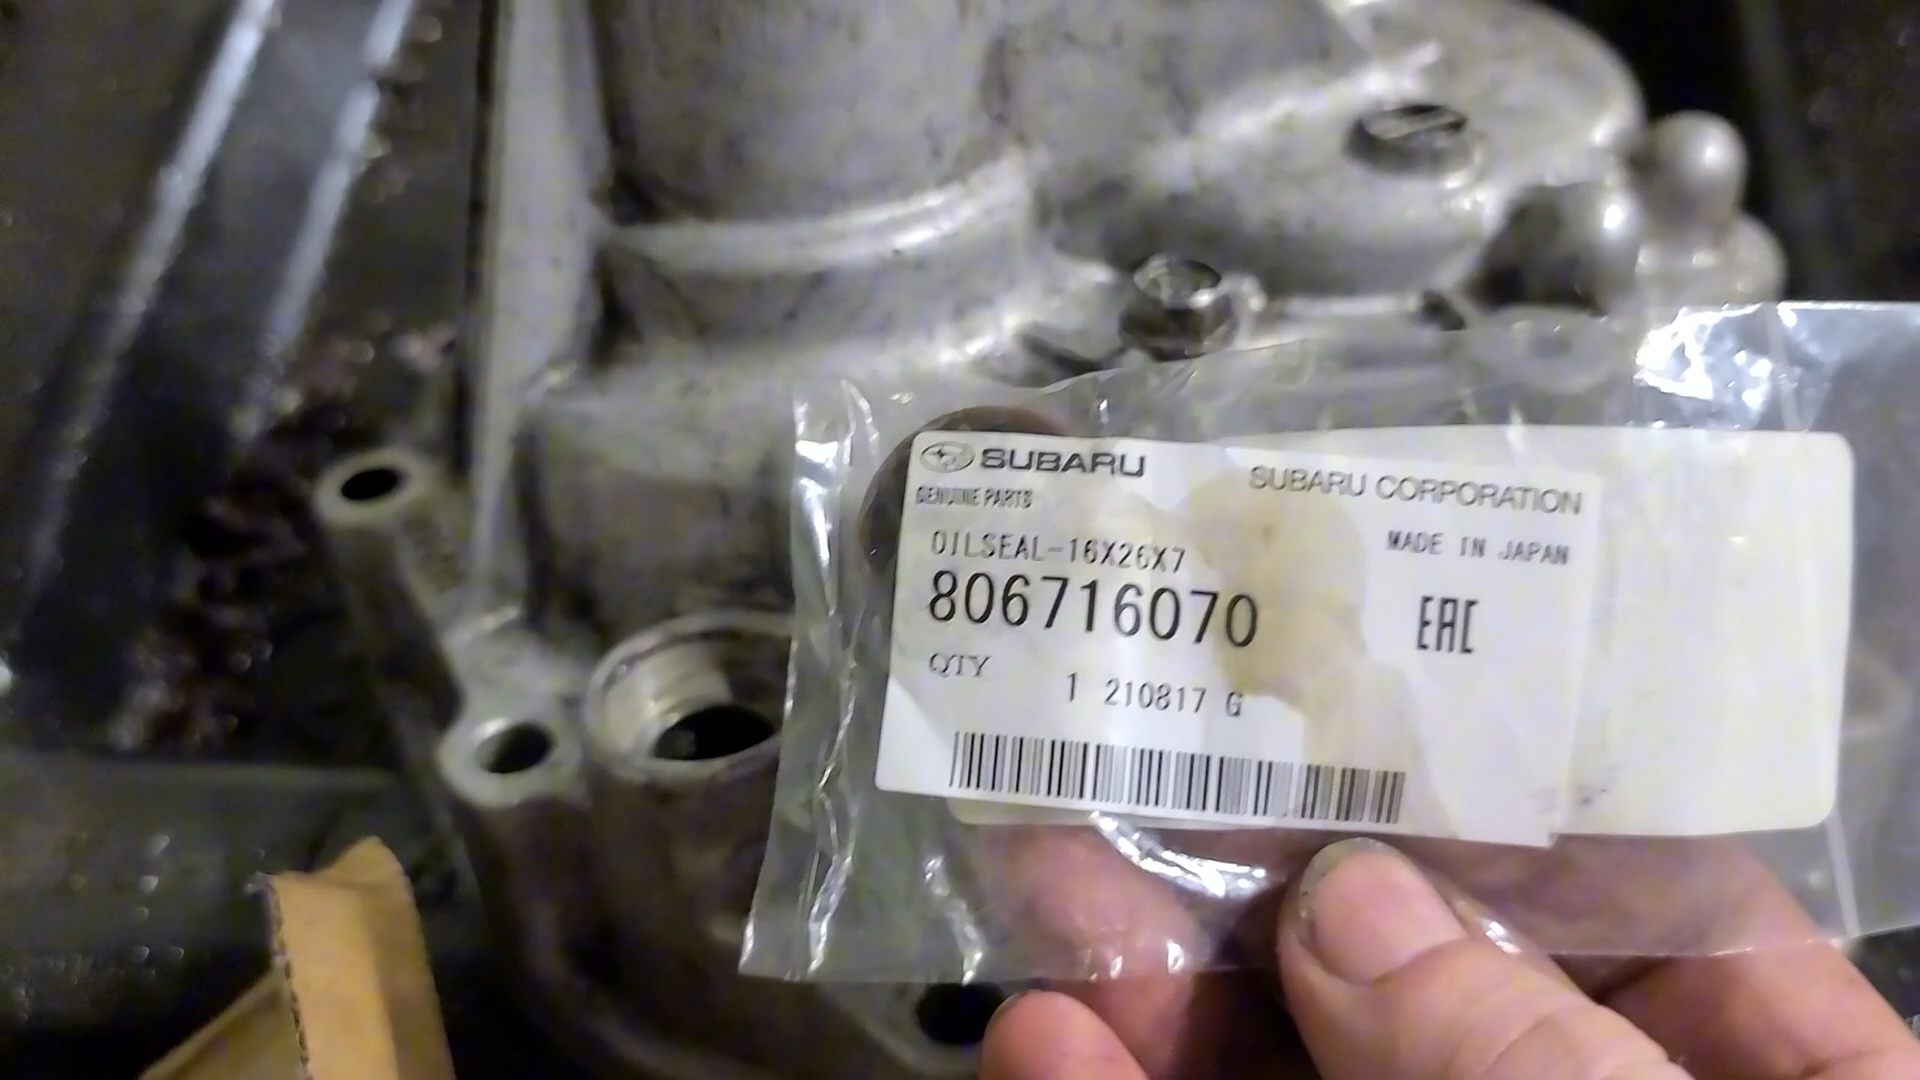 SUBARU
SUBARU CORPORATION
GENUINE PARTS
OILSEAL-16X26X7
MADE IN JAPAN
806716070
EAC
QTY 1 210817 G